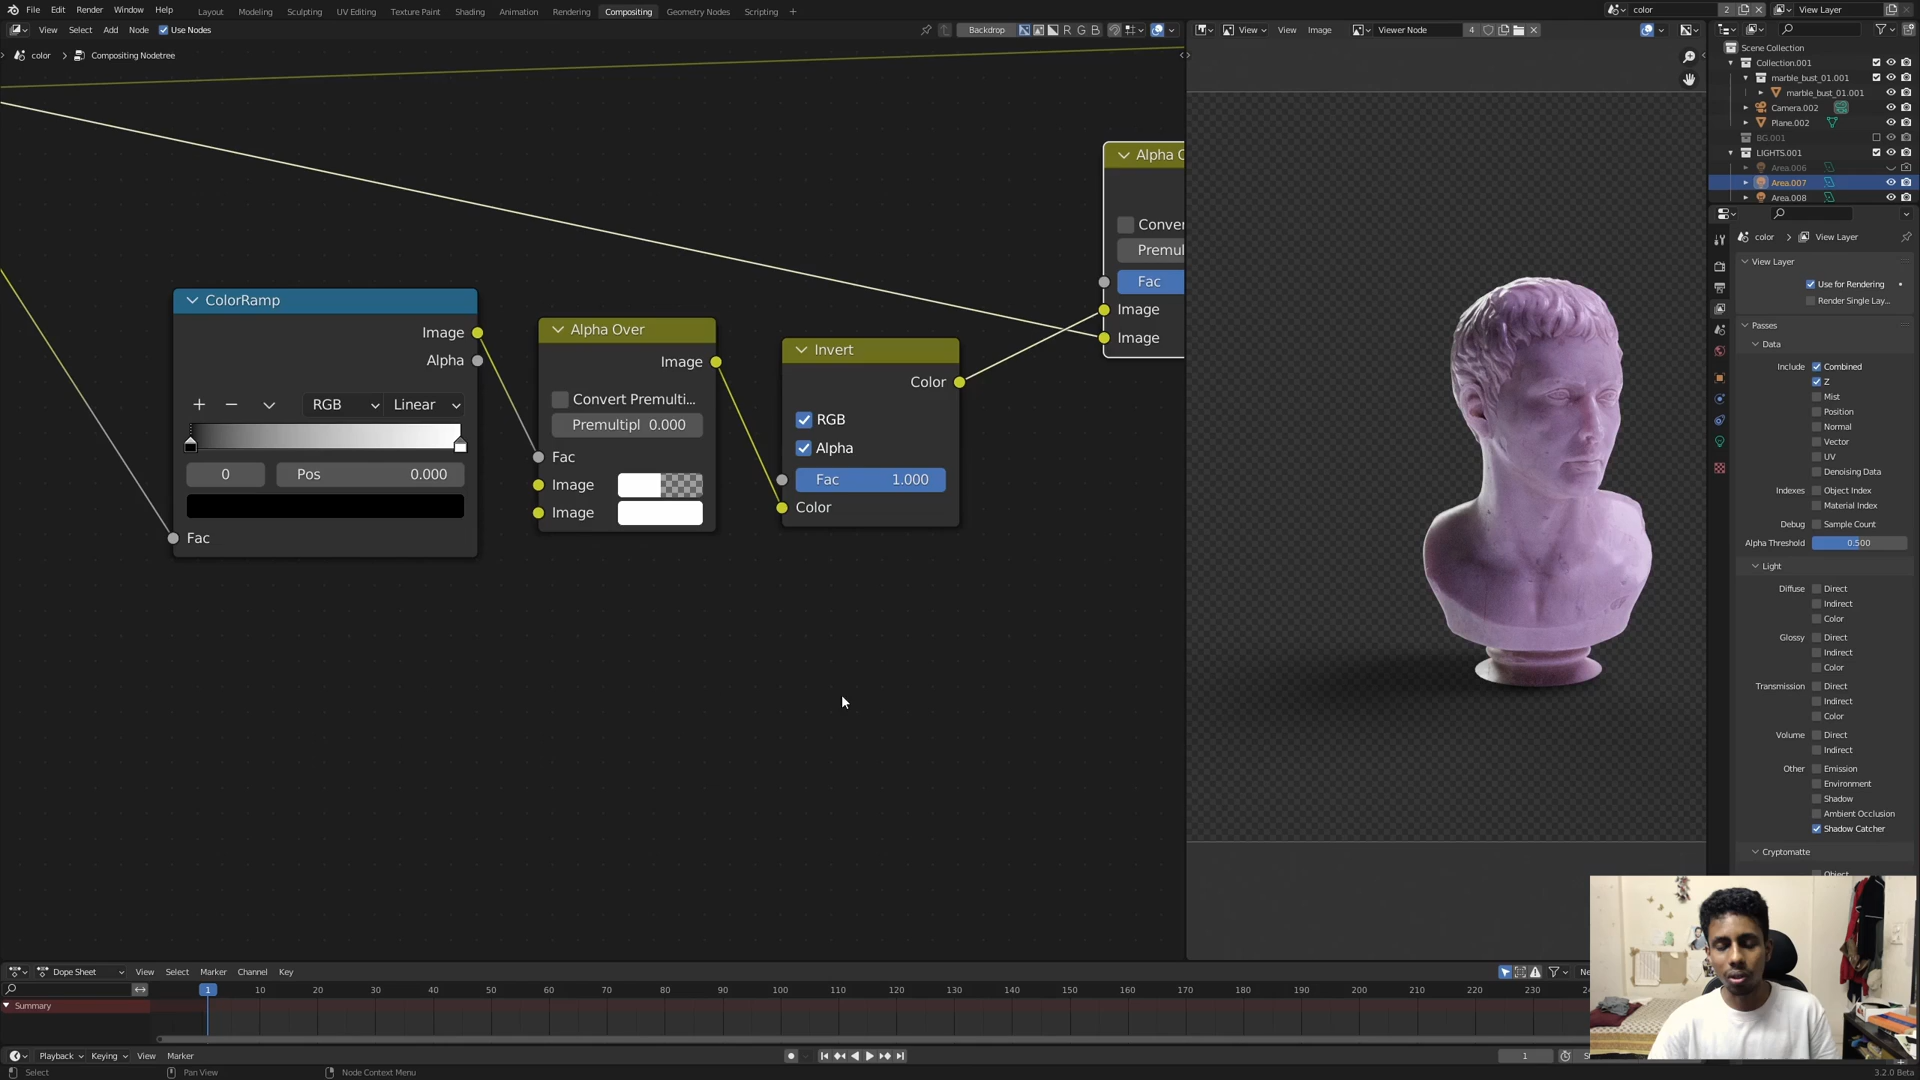 File Edit Render Window Help Layout Modeling Sculpting UV Editing Texture Paint Shading Animation Rendering Compositing Geometry Nodes Scripting + color 2 View Layer
View Select Add Node Use Nodes Backdrop R G B View View Image Viewer Node 4
color > Compositing Nodetree
Scene Collection
Collection.001
marble_bust_01.001
marble_bust_01.001
Camera.002
Plane.002
BG.001
LIGHTS.001
Area.006
Area.007
Area.008
ColorRamp
Image
Alpha
RGB Linear
0 Pos 0.000
Fac
Alpha Over
Image
Convert Premulti...
Premultipl 0.000
Fac
Image
Image
Invert
Color
RGB
Alpha
Fac 1.000
Color
Alpha
Conver
Premul
Fac
Image
Image
color > View Layer
View Layer
Use for Rendering
Render Single Lay...
Passes
Data
Include Combined
Z
Mist
Position
Normal
Vector
UV
Denoising Data
Indexes Object Index
Material Index
Debug Sample Count
Alpha Threshold 0.500
Light
Diffuse Direct
Indirect
Color
Glossy Direct
Indirect
Color
Transmission Direct
Indirect
Color
Volume Direct
Indirect
Other Emission
Environment
Shadow
Ambient Occlusion
Shadow Catcher
Cryptomatte
Dope Sheet View Select Marker Channel Key Ne
1 10 20 30 40 50 60 70 80 90 100 110 120 130 140 150 160 170 180 190 200 210 220 230
Summary
Playback Keying View Marker 1
Select Pan View Node Context Menu 3.2.0 Beta